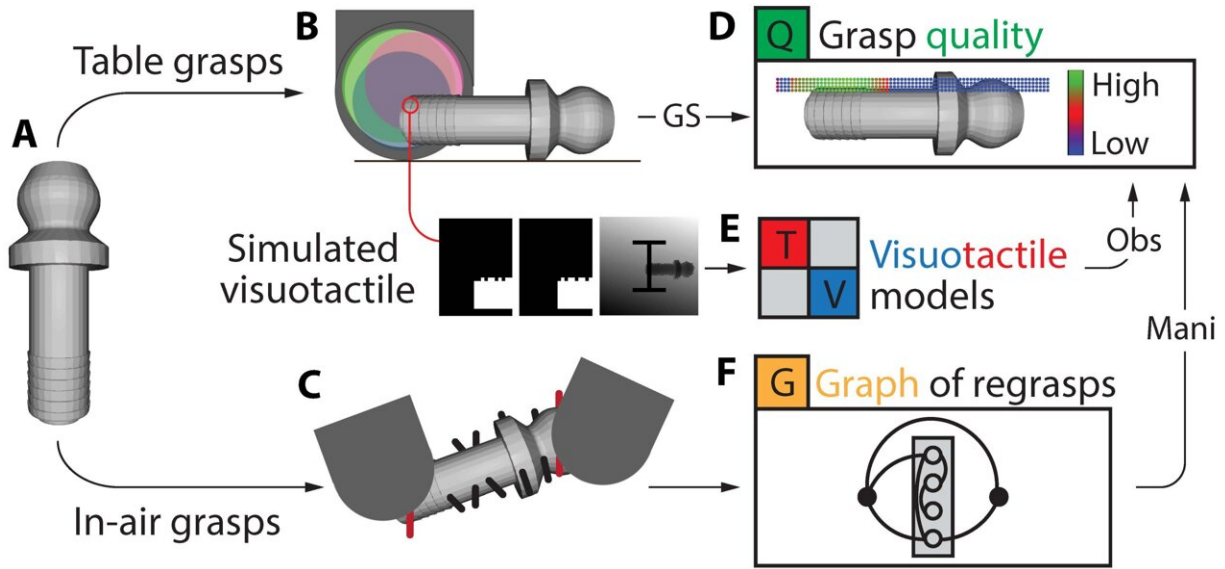 A
Table grasps
B
GS
D
Q Grasp quality
High
Low
Simulated
visuotactile
E
T
V
Visuotactile
models
Obs
Mani
C
In-air grasps
F
G Graph of regrasps